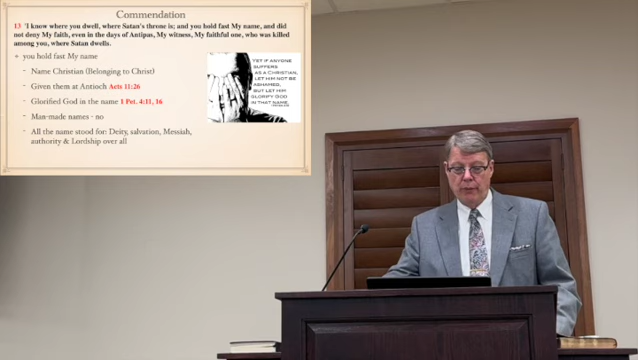 Commendation
13 'I know where you dwell, where Satan's throne is; and you hold fast My name, and did
not deny My faith, even in the days of Antipas, My witness, My faithful one, who was killed
among you, where Satan dwells.
you hold fast My name
- Name Christian (Belonging to Christ)
- Given them at Antioch Acts 11:26
- Glorified God in the name 1 Pet. 4:11, 16
- Man-made names - no
- All the name stood for: Deity, salvation, Messiah,
authority & Lordship over all
YET IF ANYONE
SUFFERS
AS A CHRISTIAN,
LET HIM NOT BE
ASHAMED,
BUT LET HIM
GLORIFY GOD
IN THAT NAME.